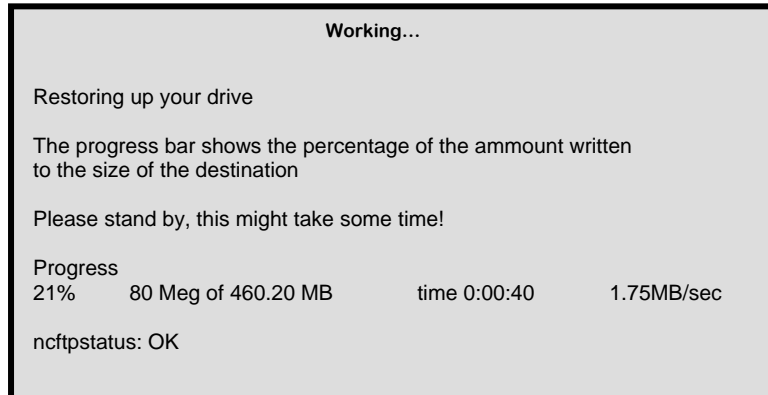 Working...
Restoring up your drive
The progress bar shows the percentage of the ammount written
to the size of the destination
Please stand by, this might take some time!
Progress
21% 80 Meg of 460.20 MB time 0:00:40 1.75MB/sec
ncftpstatus: OK